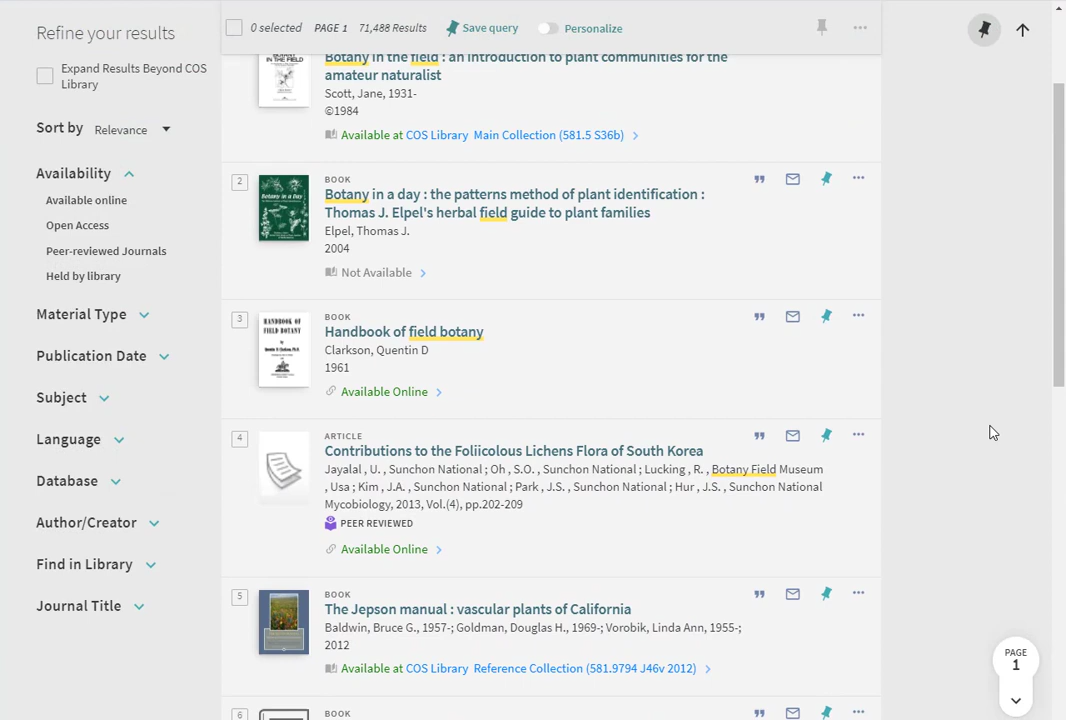 Refine your results
Expand Results Beyond COS
Library
Sort by Relevance
Availability
Available online
Open Access
Peer-reviewed Journals
Held by library
Material Type
Publication Date
Subject
Language
Database
Author/Creator
Find in Library
Journal Title
0 selected PAGE 1 71,488 Results Save query Personalize
Botany in the field : an introduction to plant communities for the
amateur naturalist
Scott, Jane, 1931-
©1984
Available at COS Library Main Collection (581.5 S36b)
2
BOOK
Botany in a day : the patterns method of plant identification :
Thomas J. Elpel's herbal field guide to plant families
Elpel, Thomas J.
2004
Not Available
3
BOOK
Handbook of field botany
Clarkson, Quentin D
1961
Available Online
HANDBOOK
OF
FIELD BOTANY
4
ARTICLE
Contributions to the Foliicolous Lichens Flora of South Korea
Jayalal , U. , Sunchon National ; Oh , S.O. , Sunchon National ; Lucking , R. , Botany Field Museum
, Usa ; Kim , J.A. , Sunchon National ; Park , J.S. , Sunchon National ; Hur , J.S. , Sunchon National
Mycobiology, 2013, Vol.(4), pp.202-209
PEER REVIEWED
Available Online
5
BOOK
The Jepson manual : vascular plants of California
Baldwin, Bruce G., 1957-; Goldman, Douglas H., 1969-; Vorobik, Linda Ann, 1955-;
2012
Available at COS Library Reference Collection (581.9794 J46v 2012)
6
BOOK
PAGE
1